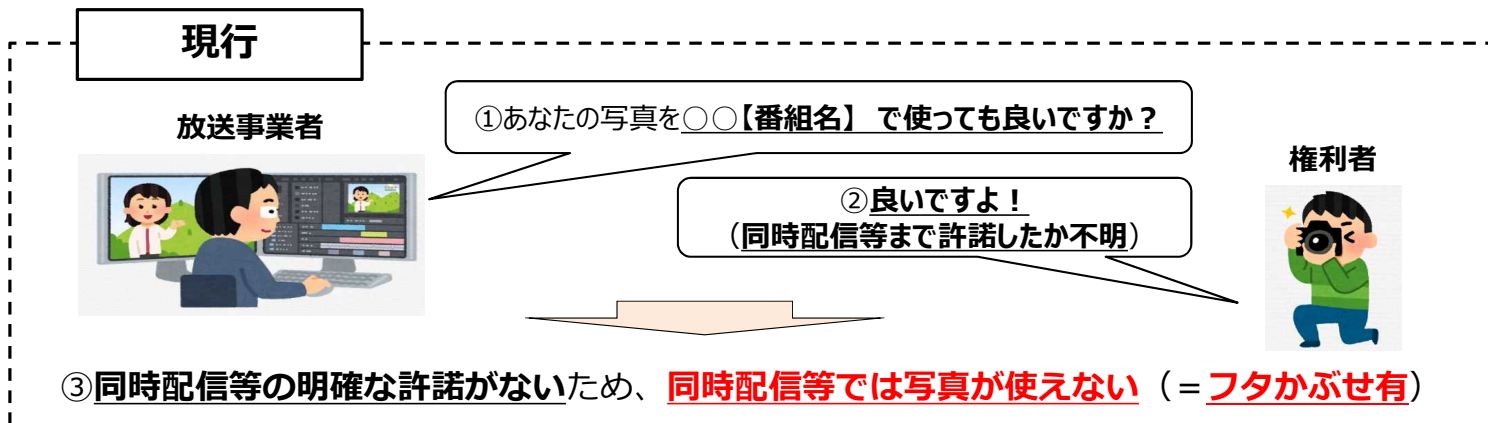 現行
放送事業者
①あなたの写真を○○【番組名】 で使っても良いですか？
権利者
②良いですよ！
（同時配信等まで許諾したか不明）
③同時配信等の明確な許諾がないため、同時配信等では写真が使えない（＝フタかぶせ有）